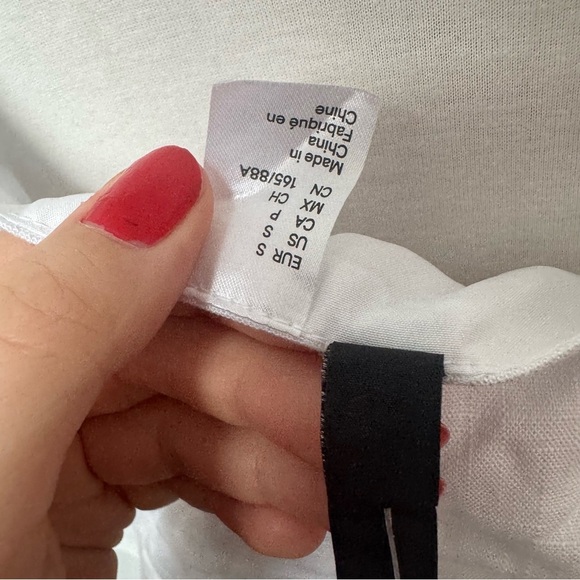 EUR S
US S
CA P
MX CH
CN 165/88A
Made in
China
Fabriqué en
Chine